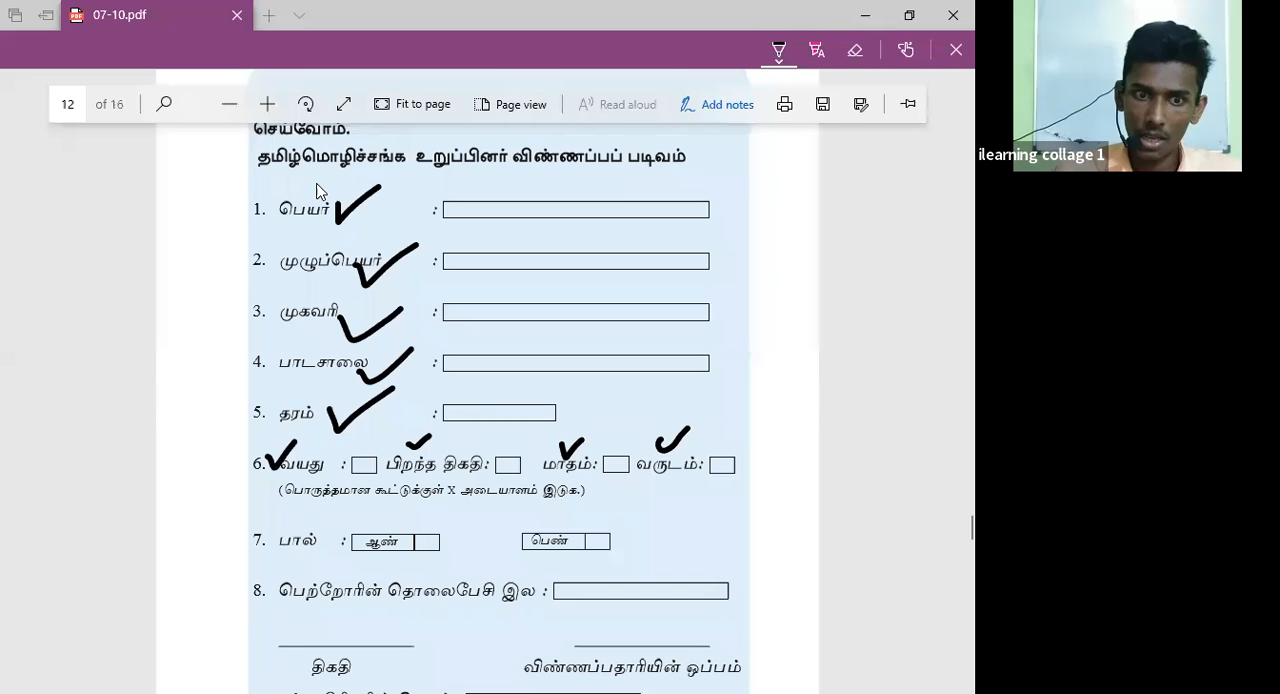 07-10.pdf
12 of 16 Fit to page Page view Read aloud Add notes
செய்வோம்.
தமிழ்மொழிச்சங்க உறுப்பினர் விண்ணப்பப் படிவம்
ilearning collage 1
1. பெயர் :
2. முழுப்பெயர் :
3. முகவரி :
4. பாடசாலை :
5. தரம் :
6. வயது : பிறந்த திகதி: மாதம்: வருடம்:
(பொருத்தமான கூட்டுக்குள் X அடையாளம் இடுக.)
7. பால் : ஆண் பெண்
8. பெற்றோரின் தொலைபேசி இல :
திகதி விண்ணப்பதாரியின் ஒப்பம்